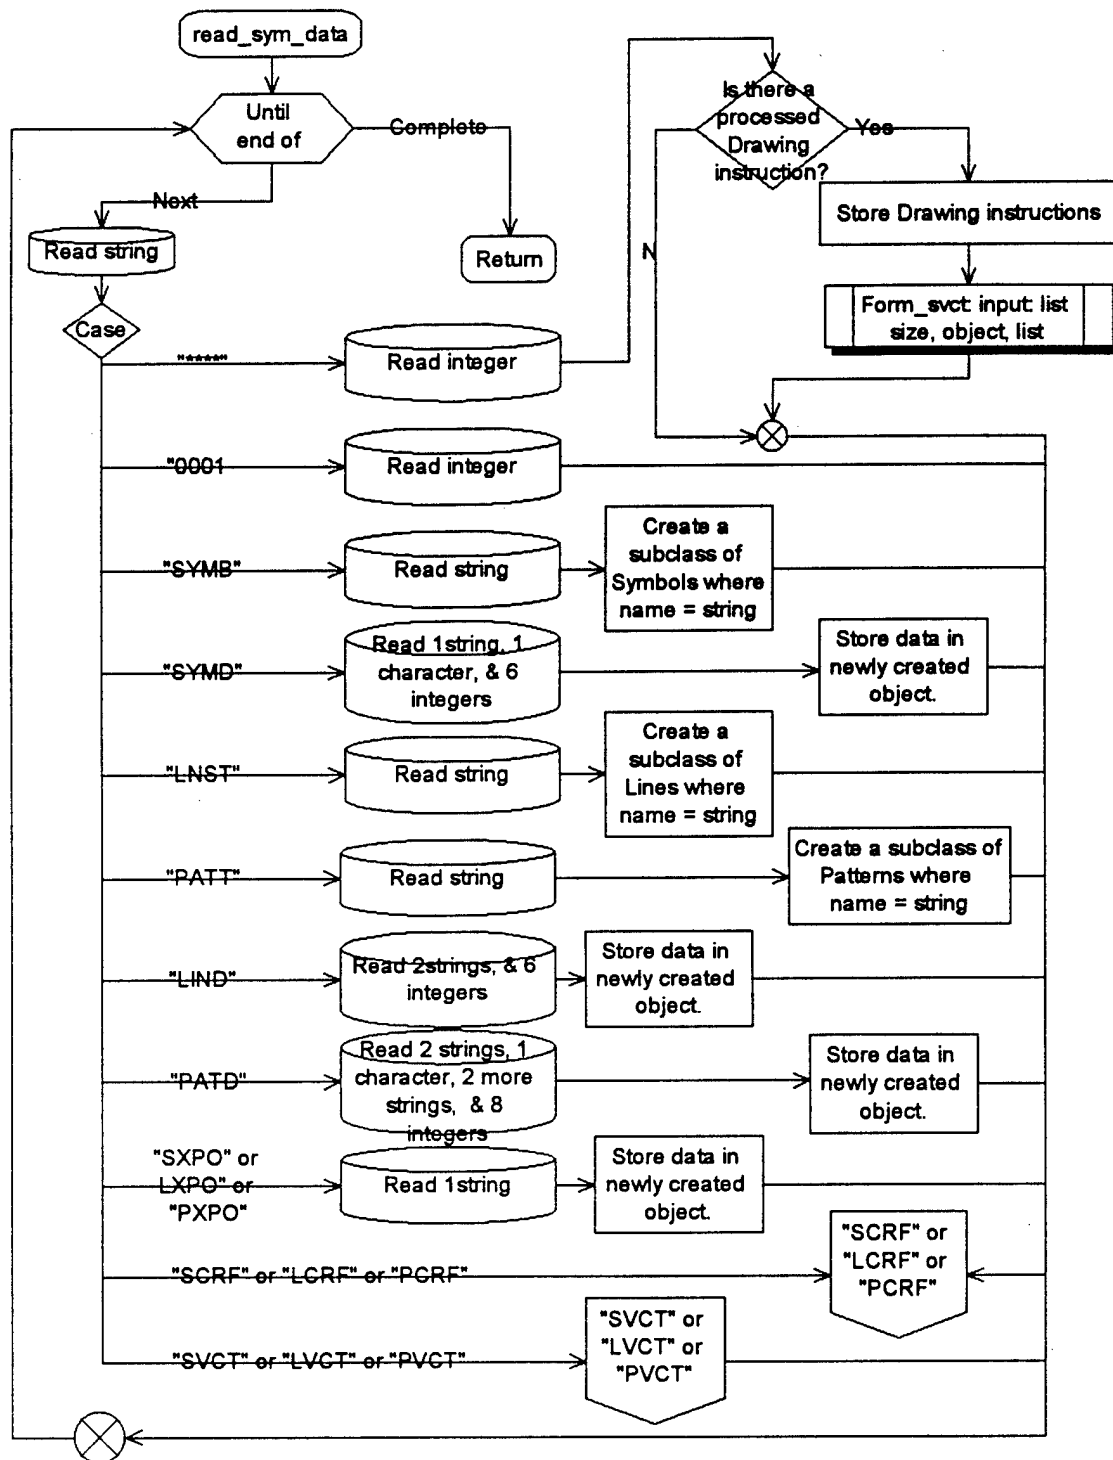 read_sym_data
Until
end of
Complete
Next
Read string
Return
Case
Is there a
processed
Drawing
instruction?
Yes
N
Store Drawing instructions
Form_svct: input: list
size, object, list
"****"
Read integer
"0001
Read integer
"SYMB"
Read string
Create a
subclass of
Symbols where
name = string
"SYMD"
Read 1string, 1
character, & 6
integers
Store data in
newly created
object.
"LNST"
Read string
Create a
subclass of
Lines where
name = string
"PATT"
Read string
Create a subclass of
Patterns where
name = string
"LIND"
Read 2strings, & 6
integers
Store data in
newly created
object.
"PATD"
Read 2 strings, 1
character, 2 more
strings, & 8
integers
Store data in
newly created
object.
"SXPO" or
LXPO" or
"PXPO"
Read 1string
Store data in
newly created
object.
"SCRF" or "LCRF" or "PCRF"
"SCRF" or
"LCRF" or
"PCRF"
"SVCT" or "LVCT" or "PVCT"
"SVCT" or
"LVCT" or
"PVCT"